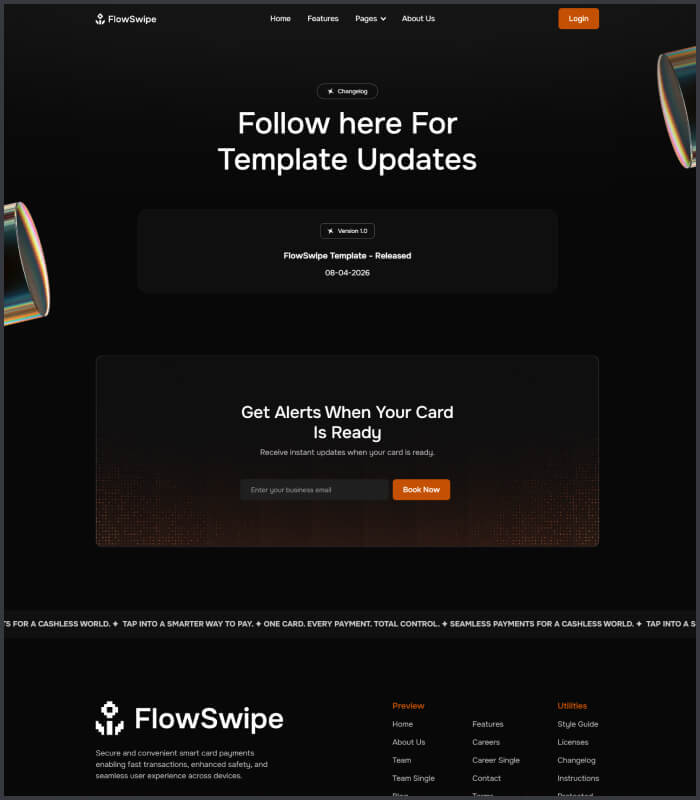 FlowSwipe
Home Features Pages About Us
Login
Changelog
Follow here For
Template Updates
Version 1.0
FlowSwipe Template - Released
08-04-2026
Get Alerts When Your Card
Is Ready
Receive instant updates when your card is ready.
Enter your business email
Book Now
FOR A CASHLESS WORLD. ✦ TAP INTO A SMARTER WAY TO PAY. ✦ ONE CARD. EVERY PAYMENT. TOTAL CONTROL. ✦ SEAMLESS PAYMENTS FOR A CASHLESS WORLD. ✦ TAP INTO A
FlowSwipe
Secure and convenient smart card payments
enabling fast transactions, enhanced safety, and
seamless user experience across devices.
Preview
Home Features
About Us Careers
Team Career Single
Team Single Contact
Blog Terms
Utilities
Style Guide
Licenses
Changelog
Instructions
Protected